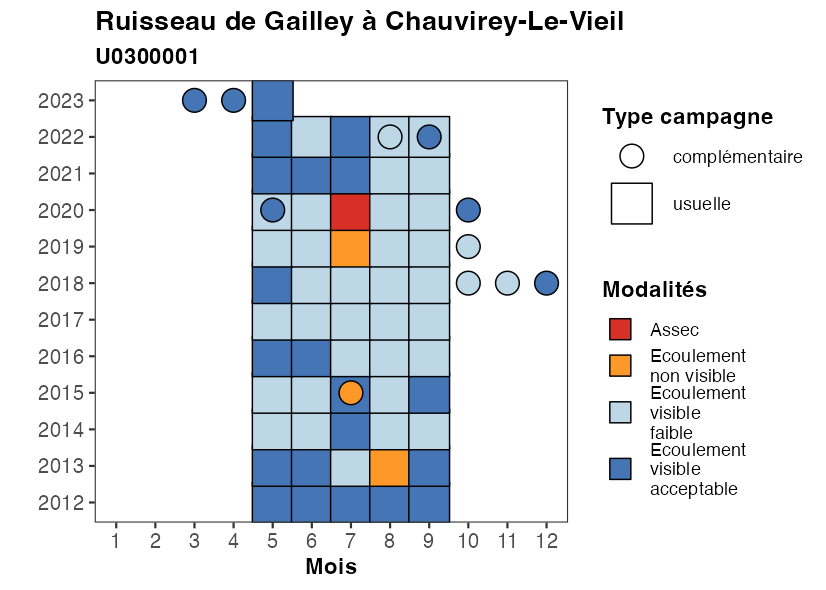 Ruisseau de Gailley à Chauvirey-Le-Vieil
U0300001
2023
2022
2021
2020
2019
2018
2017
2016
2015
2014
2013
2012
1 2 3 4 5 6 7 8 9 10 11 12
Mois
Type campagne
complémentaire
usuelle
Modalités
Assec
Ecoulement
non visible
Ecoulement
visible
faible
Ecoulement
visible
acceptable